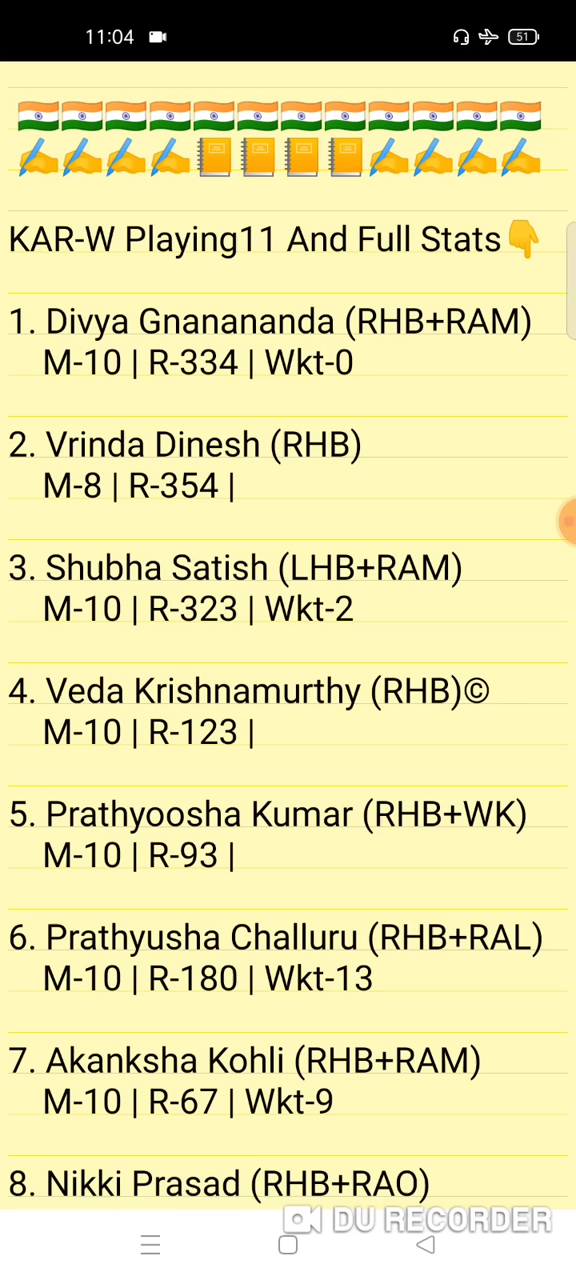 11:04
51
KAR-W Playing11 And Full Stats👇
1. Divya Gnanananda (RHB+RAM)
M-10 | R-334 | Wkt-0
2. Vrinda Dinesh (RHB)
M-8 | R-354 |
3. Shubha Satish (LHB+RAM)
M-10 | R-323 | Wkt-2
4. Veda Krishnamurthy (RHB)©
M-10 | R-123 |
5. Prathyoosha Kumar (RHB+WK)
M-10 | R-93 |
6. Prathyusha Challuru (RHB+RAL)
M-10 | R-180 | Wkt-13
7. Akanksha Kohli (RHB+RAM)
M-10 | R-67 | Wkt-9
8. Nikki Prasad (RHB+RAO)
DU RECORDER